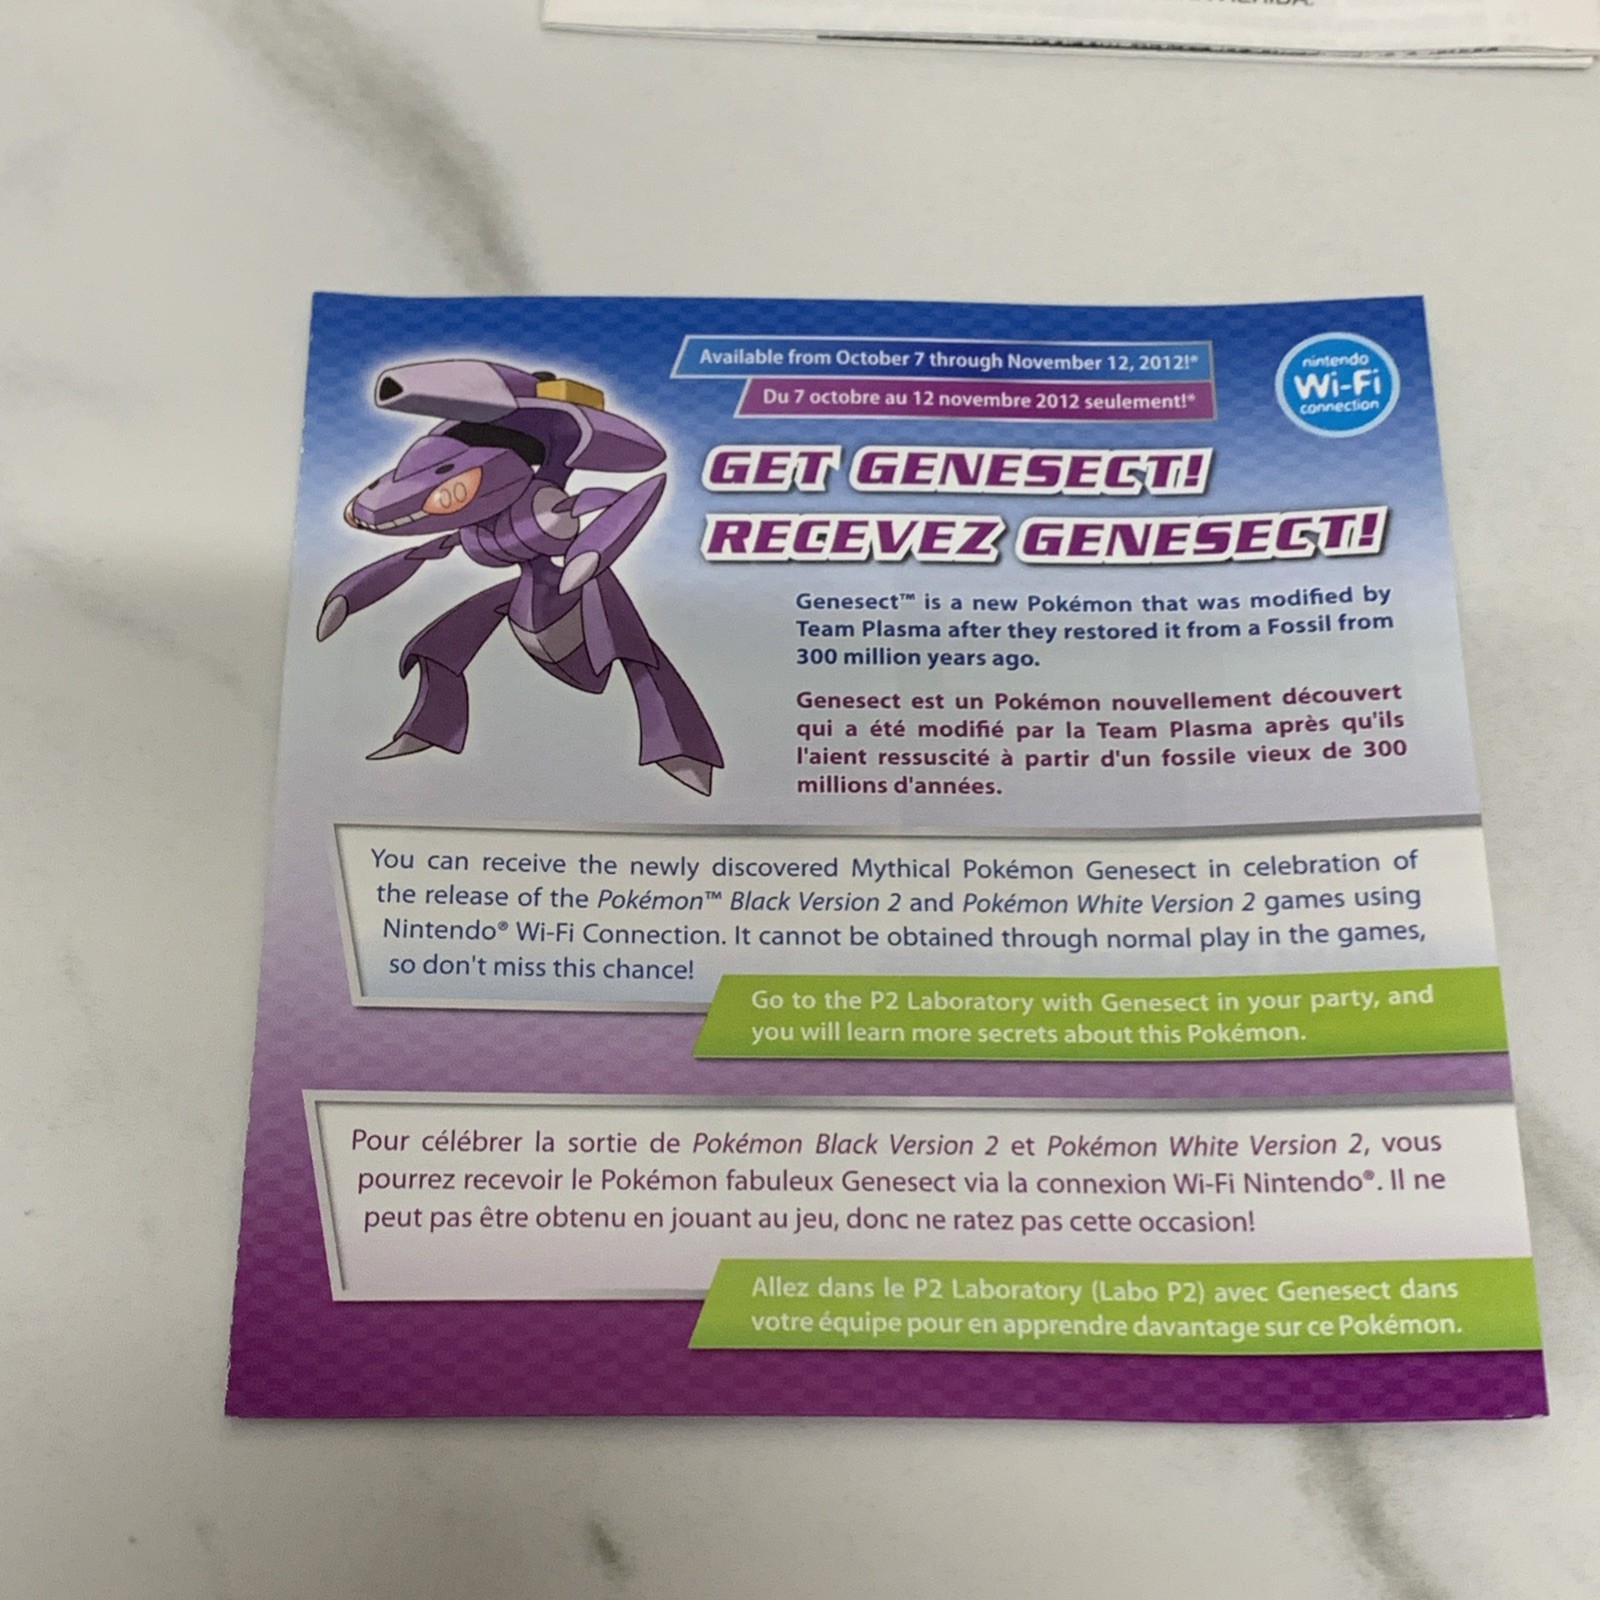 Available from October 7 through November 12, 2012!*
Du 7 octobre au 12 novembre 2012 seulement!*
nintendo
Wi-Fi
connection
GET GENESECT!
RECEVEZ GENESECT!
Genesect™ is a new Pokémon that was modified by
Team Plasma after they restored it from a Fossil from
300 million years ago.
Genesect est un Pokémon nouvellement découvert
qui a été modifié par la Team Plasma après qu'ils
l'aient ressuscité à partir d'un fossile vieux de 300
millions d'années.
You can receive the newly discovered Mythical Pokémon Genesect in celebration of
the release of the Pokémon™ Black Version 2 and Pokémon White Version 2 games using
Nintendo® Wi-Fi Connection. It cannot be obtained through normal play in the games,
so don't miss this chance!
Go to the P2 Laboratory with Genesect in your party, and
you will learn more secrets about this Pokémon.
Pour célébrer la sortie de Pokémon Black Version 2 et Pokémon White Version 2, vous
pourrez recevoir le Pokémon fabuleux Genesect via la connexion Wi-Fi Nintendo®. Il ne
peut pas être obtenu en jouant au jeu, donc ne ratez pas cette occasion!
Allez dans le P2 Laboratory (Labo P2) avec Genesect dans
votre équipe pour en apprendre davantage sur ce Pokémon.